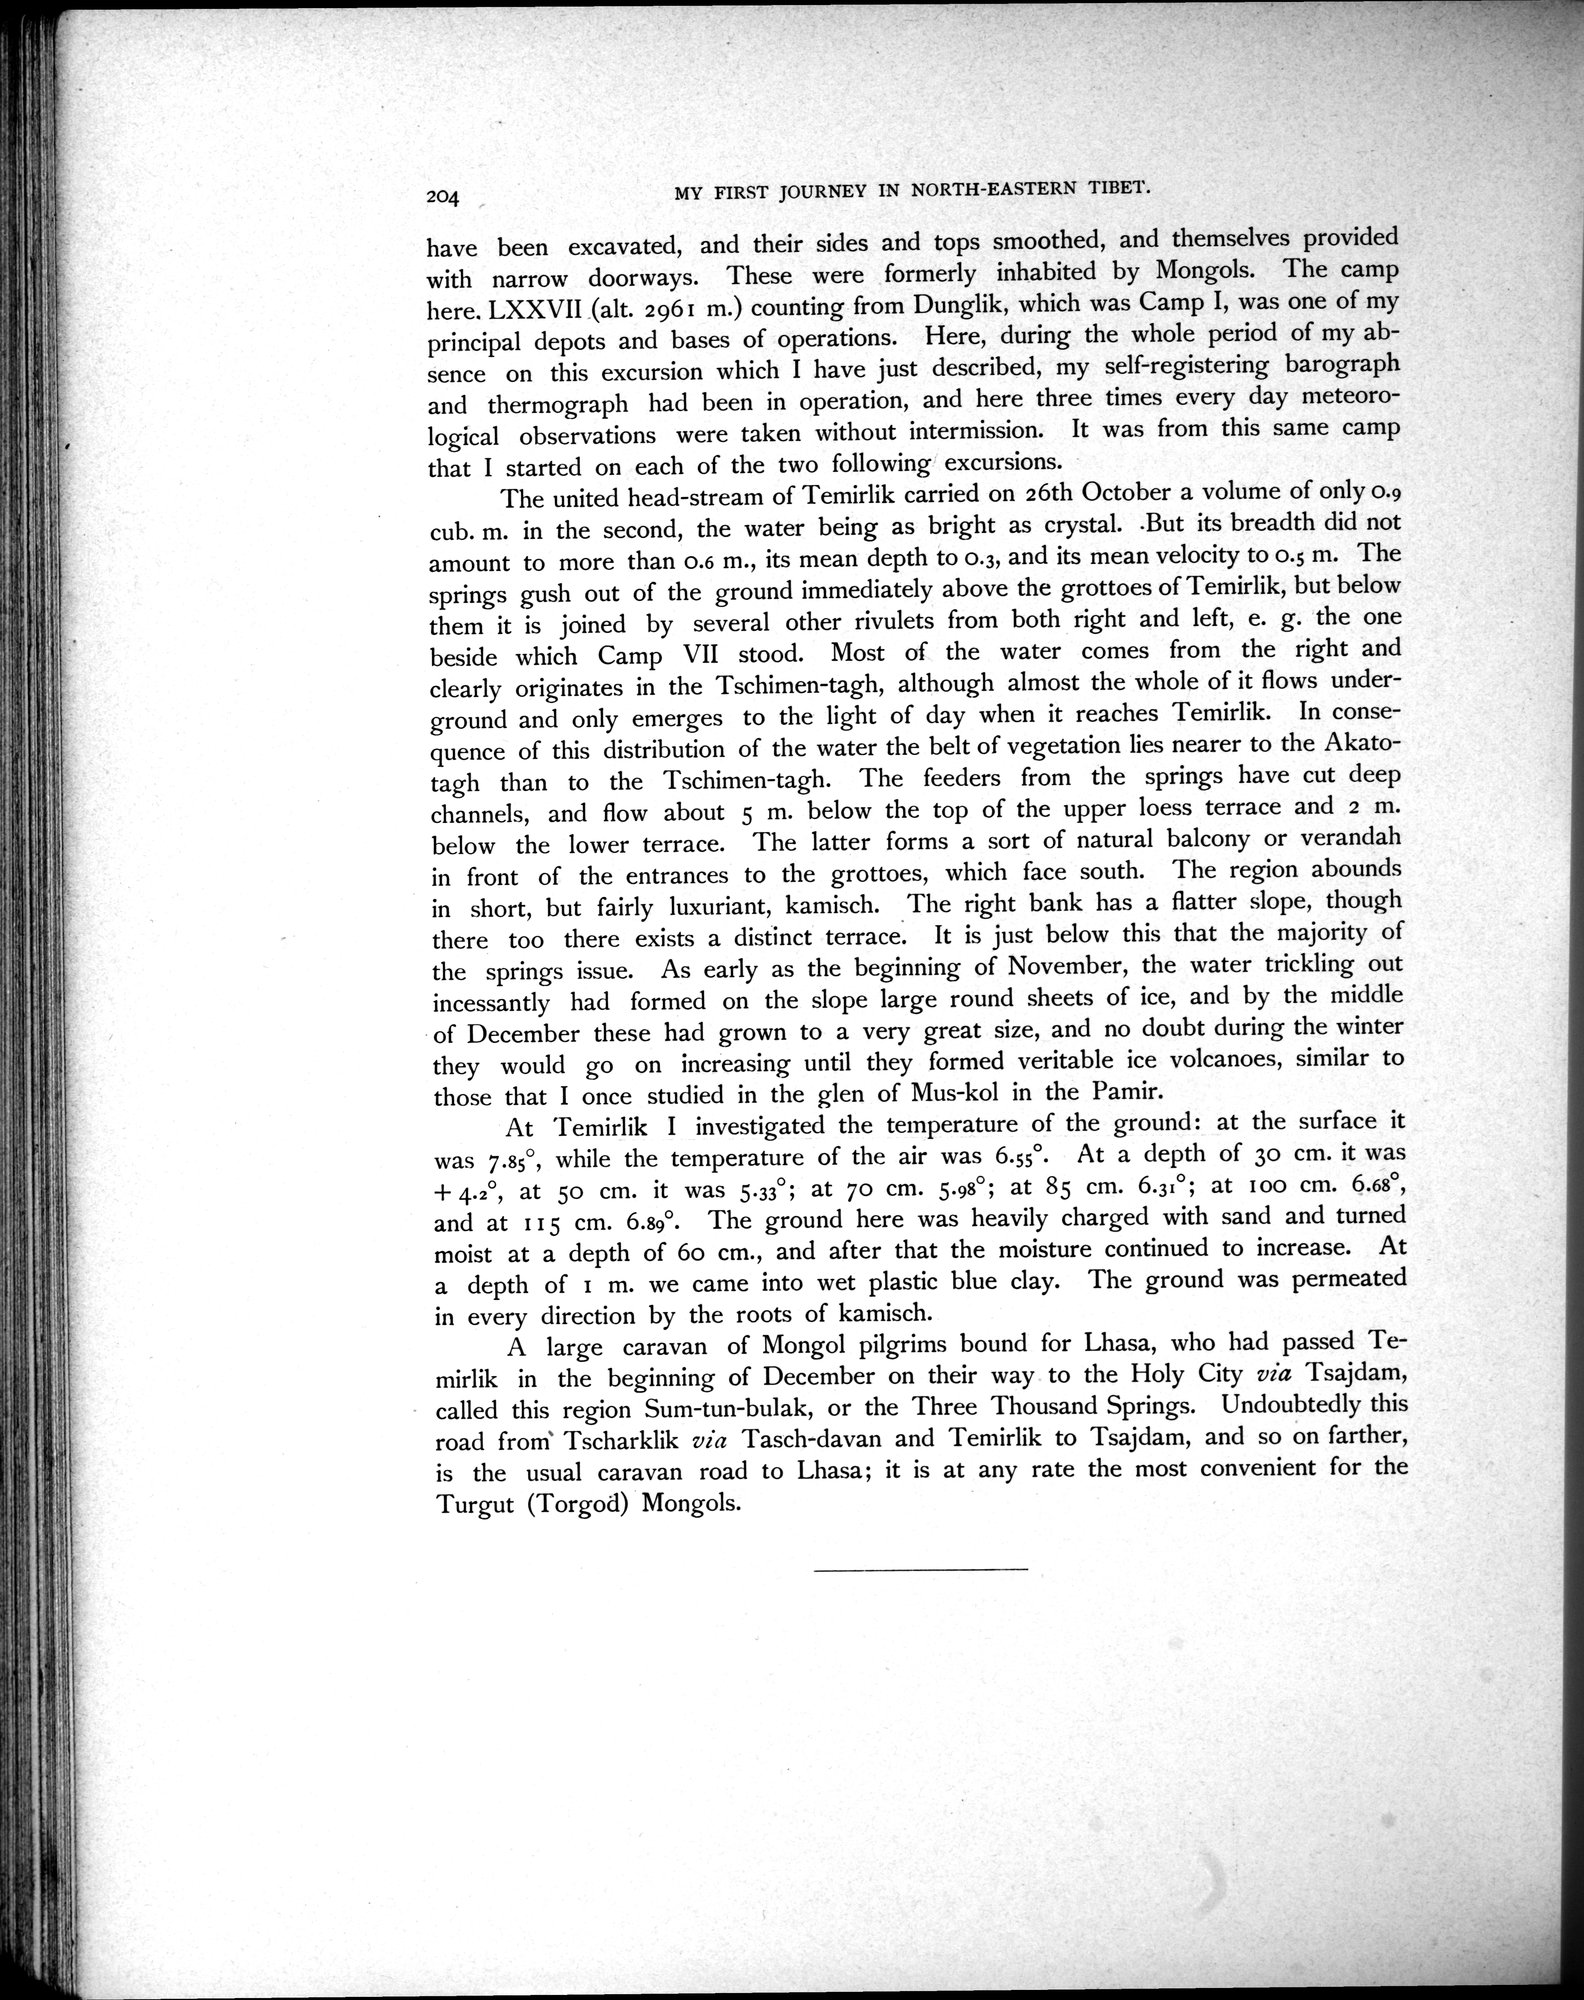 204
MY FIRST JOURNEY IN NORTH-EASTERN TIBET.
have been excavated, and their sides and tops smoothed, and themselves provided
with narrow doorways. These were formerly inhabited by Mongols. The camp
here. LXXVII (alt. 2961 m.) counting from Dunglik, which was Camp I, was one of my
principal depots and bases of operations. Here, during the whole period of my ab-
sence on this excursion which I have just described, my self-registering barograph
and thermograph had been in operation, and here three times every day meteoro-
logical observations were taken without intermission. It was from this same camp
that I started on each of the two following excursions.
The united head-stream of Temirlik carried on 26th October a volume of only 0.9
cub. m. in the second, the water being as bright as crystal. But its breadth did not
amount to more than 0.6 m., its mean depth to 0.3, and its mean velocity to 0.5 m. The
springs gush out of the ground immediately above the grottoes of Temirlik, but below
them it is joined by several other rivulets from both right and left, e. g. the one
beside which Camp VII stood. Most of the water comes from the right and
clearly originates in the Tschimen-tagh, although almost the whole of it flows under-
ground and only emerges to the light of day when it reaches Temirlik. In conse-
quence of this distribution of the water the belt of vegetation lies nearer to the Akato-
tagh than to the Tschimen-tagh. The feeders from the springs have cut deep
channels, and flow about 5 m. below the top of the upper loess terrace and 2 m.
below the lower terrace. The latter forms a sort of natural balcony or verandah
in front of the entrances to the grottoes, which face south. The region abounds
in short, but fairly luxuriant, kamisch. The right bank has a flatter slope, though
there too there exists a distinct terrace. It is just below this that the majority of
the springs issue. As early as the beginning of November, the water trickling out
incessantly had formed on the slope large round sheets of ice, and by the middle
of December these had grown to a very great size, and no doubt during the winter
they would go on increasing until they formed veritable ice volcanoes, similar to
those that I once studied in the glen of Mus-kol in the Pamir.
At Temirlik I investigated the temperature of the ground: at the surface it
was 7.85°, while the temperature of the air was 6.55°. At a depth of 30 cm. it was
+ 4.2°, at 50 cm. it was 5.33°; at 70 cm. 5.98°; at 85 cm. 6.31°; at 100 cm. 6.68°,
and at 115 cm. 6.89°. The ground here was heavily charged with sand and turned
moist at a depth of 60 cm., and after that the moisture continued to increase. At
a depth of 1 m. we came into wet plastic blue clay. The ground was permeated
in every direction by the roots of kamisch.
A large caravan of Mongol pilgrims bound for Lhasa, who had passed Te-
mirlik in the beginning of December on their way to the Holy City via Tsajdam,
called this region Sum-tun-bulak, or the Three Thousand Springs. Undoubtedly this
road from Tscharklik via Tasch-davan and Temirlik to Tsajdam, and so on farther,
is the usual caravan road to Lhasa; it is at any rate the most convenient for the
Turgut (Torgod) Mongols.